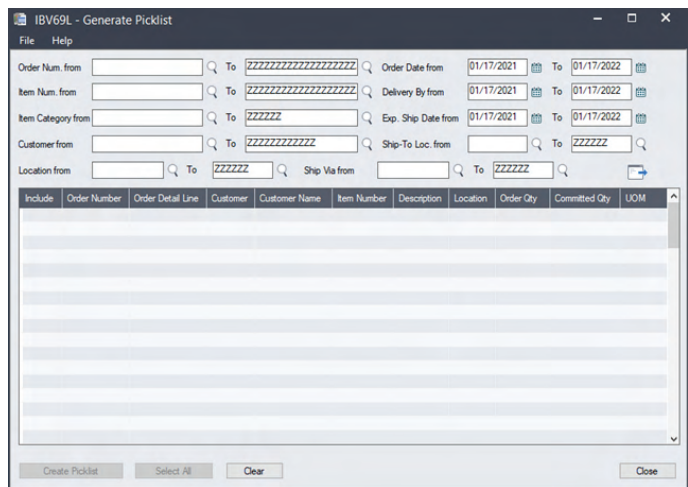 IBV69L - Generate Picklist
File Help
Order Num. from To ZZZZZZZZZZZZZZZZZZZ Order Date from 01/17/2021 To 01/17/2022
Item Num. from To ZZZZZZZZZZZZZZZZZZZ Delivery By from 01/17/2021 To 01/17/2022
Item Category from To ZZZZZZ Exp. Ship Date from 01/17/2021 To 01/17/2022
Customer from To ZZZZZZZZZZZZ Ship-To Loc. from To ZZZZZZ
Location from To ZZZZZZ Ship Via from To ZZZZZZ
Include Order Number Order Detail Line Customer Customer Name Item Number Description Location Order Qty Committed Qty UOM
Create Picklist Select All Clear Close